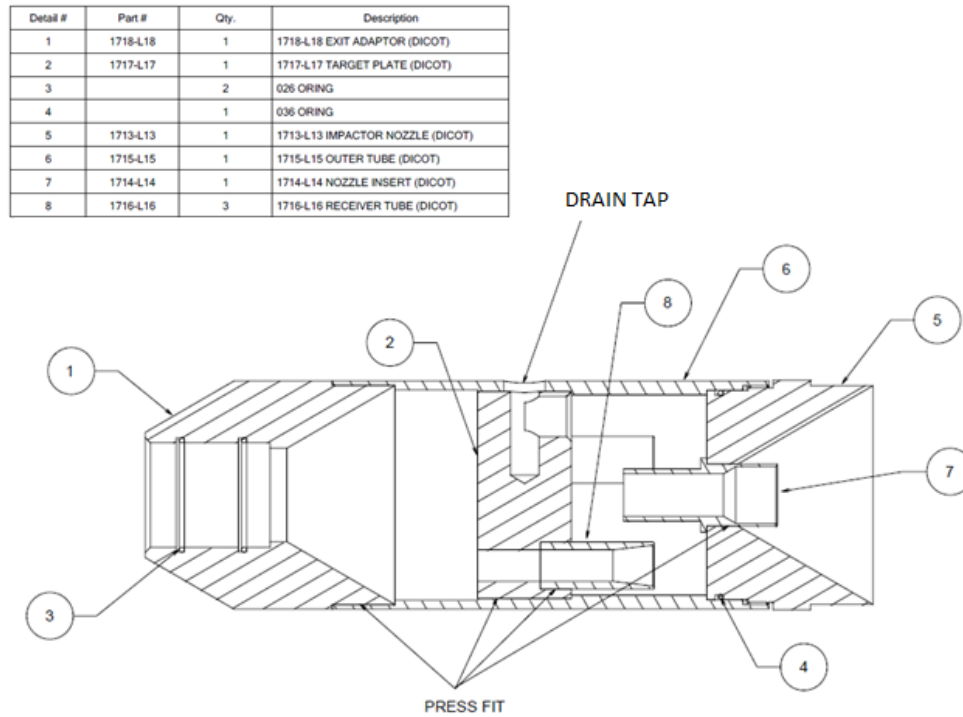 Detail # Part # Qty. Description
1 1718-L18 1 1718-L18 EXIT ADAPTOR (DICOT)
2 1717-L17 1 1717-L17 TARGET PLATE (DICOT)
3 2 026 ORING
4 1 036 ORING
5 1713-L13 1 1713-L13 IMPACTOR NOZZLE (DICOT)
6 1715-L15 1 1715-L15 OUTER TUBE (DICOT)
7 1714-L14 1 1714-L14 NOZZLE INSERT (DICOT)
8 1716-L16 3 1716-L16 RECEIVER TUBE (DICOT)
DRAIN TAP
6
8
5
2
1
7
3
4
PRESS FIT